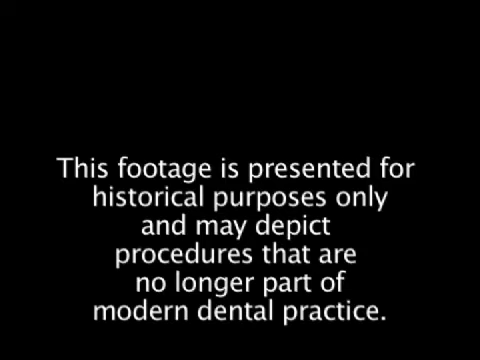 This footage is presented for
historical purposes only
and may depict
procedures that are
no longer part of
modern dental practice.